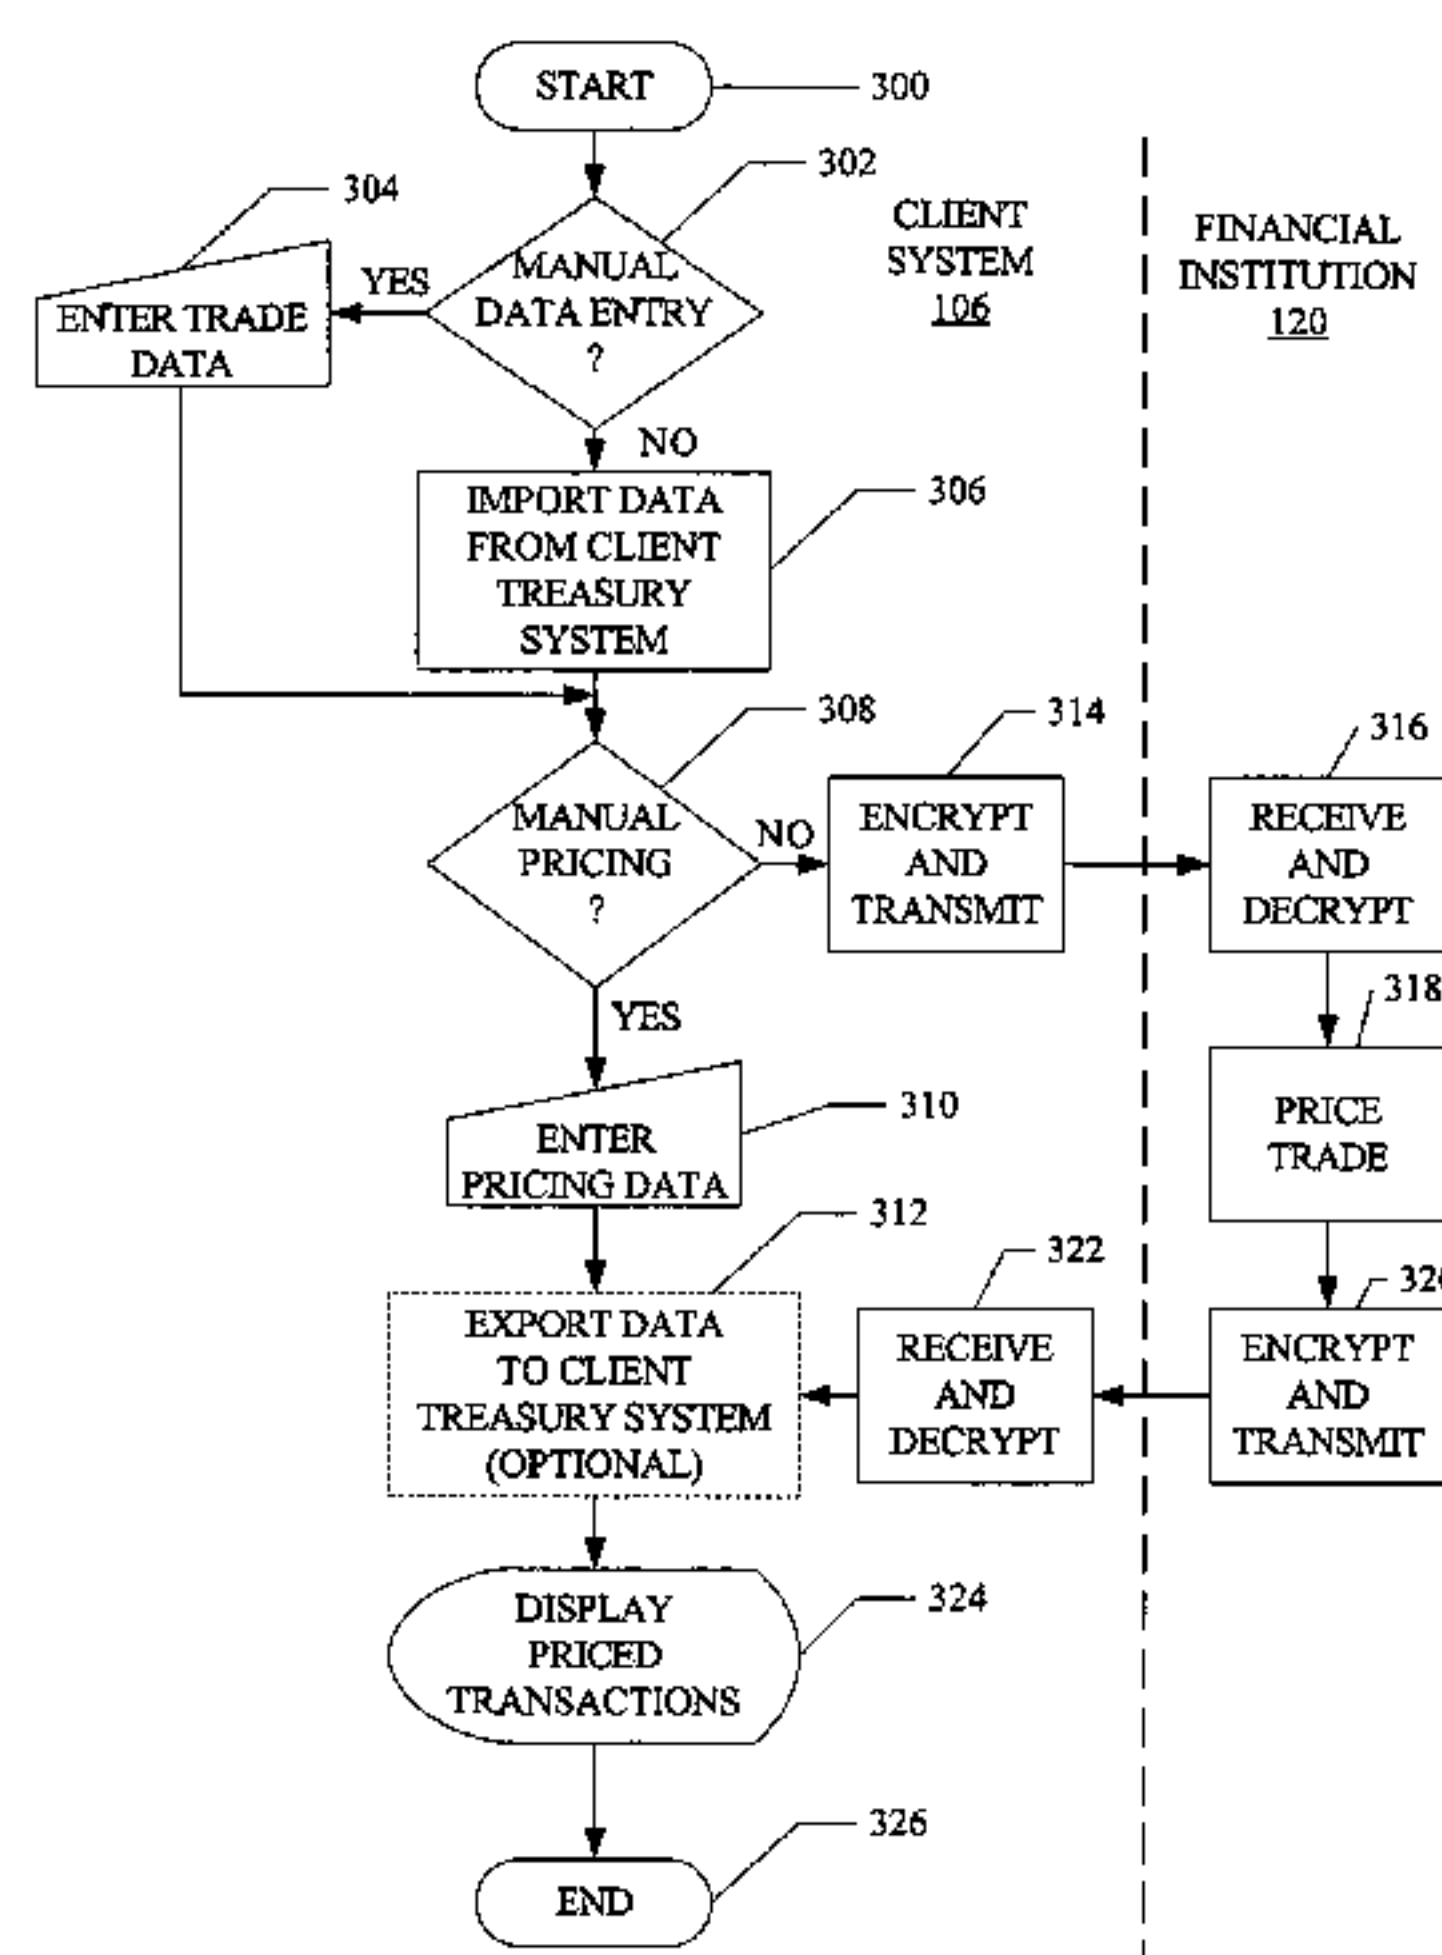 START
300
302
304
CLIENT
SYSTEM
106
FINANCIAL
INSTITUTION
120
MANUAL
DATA ENTRY
?
YES
ENTER TRADE
DATA
NO
IMPORT DATA
FROM CLIENT
TREASURY
SYSTEM
306
308
314
316
MANUAL
PRICING
?
NO
ENCRYPT
AND
TRANSMIT
RECEIVE
AND
DECRYPT
YES
318
ENTER
PRICING DATA
310
PRICE
TRADE
312
322
EXPORT DATA
TO CLIENT
TREASURY SYSTEM
(OPTIONAL)
RECEIVE
AND
DECRYPT
ENCRYPT
AND
TRANSMIT
DISPLAY
PRICED
TRANSACTIONS
324
326
END